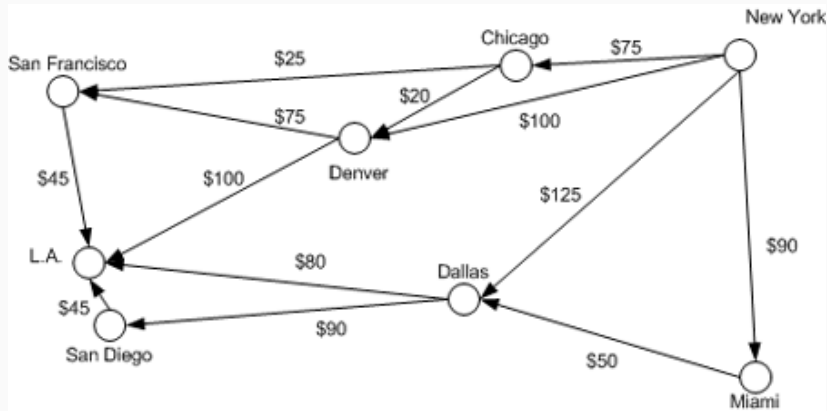 New York
Chicago
$75
San Francisco
$25
$20
$75
$100
Denver
$45
$100
$125
L.A.
$80
Dallas
$90
$45
$90
San Diego
$50
Miami